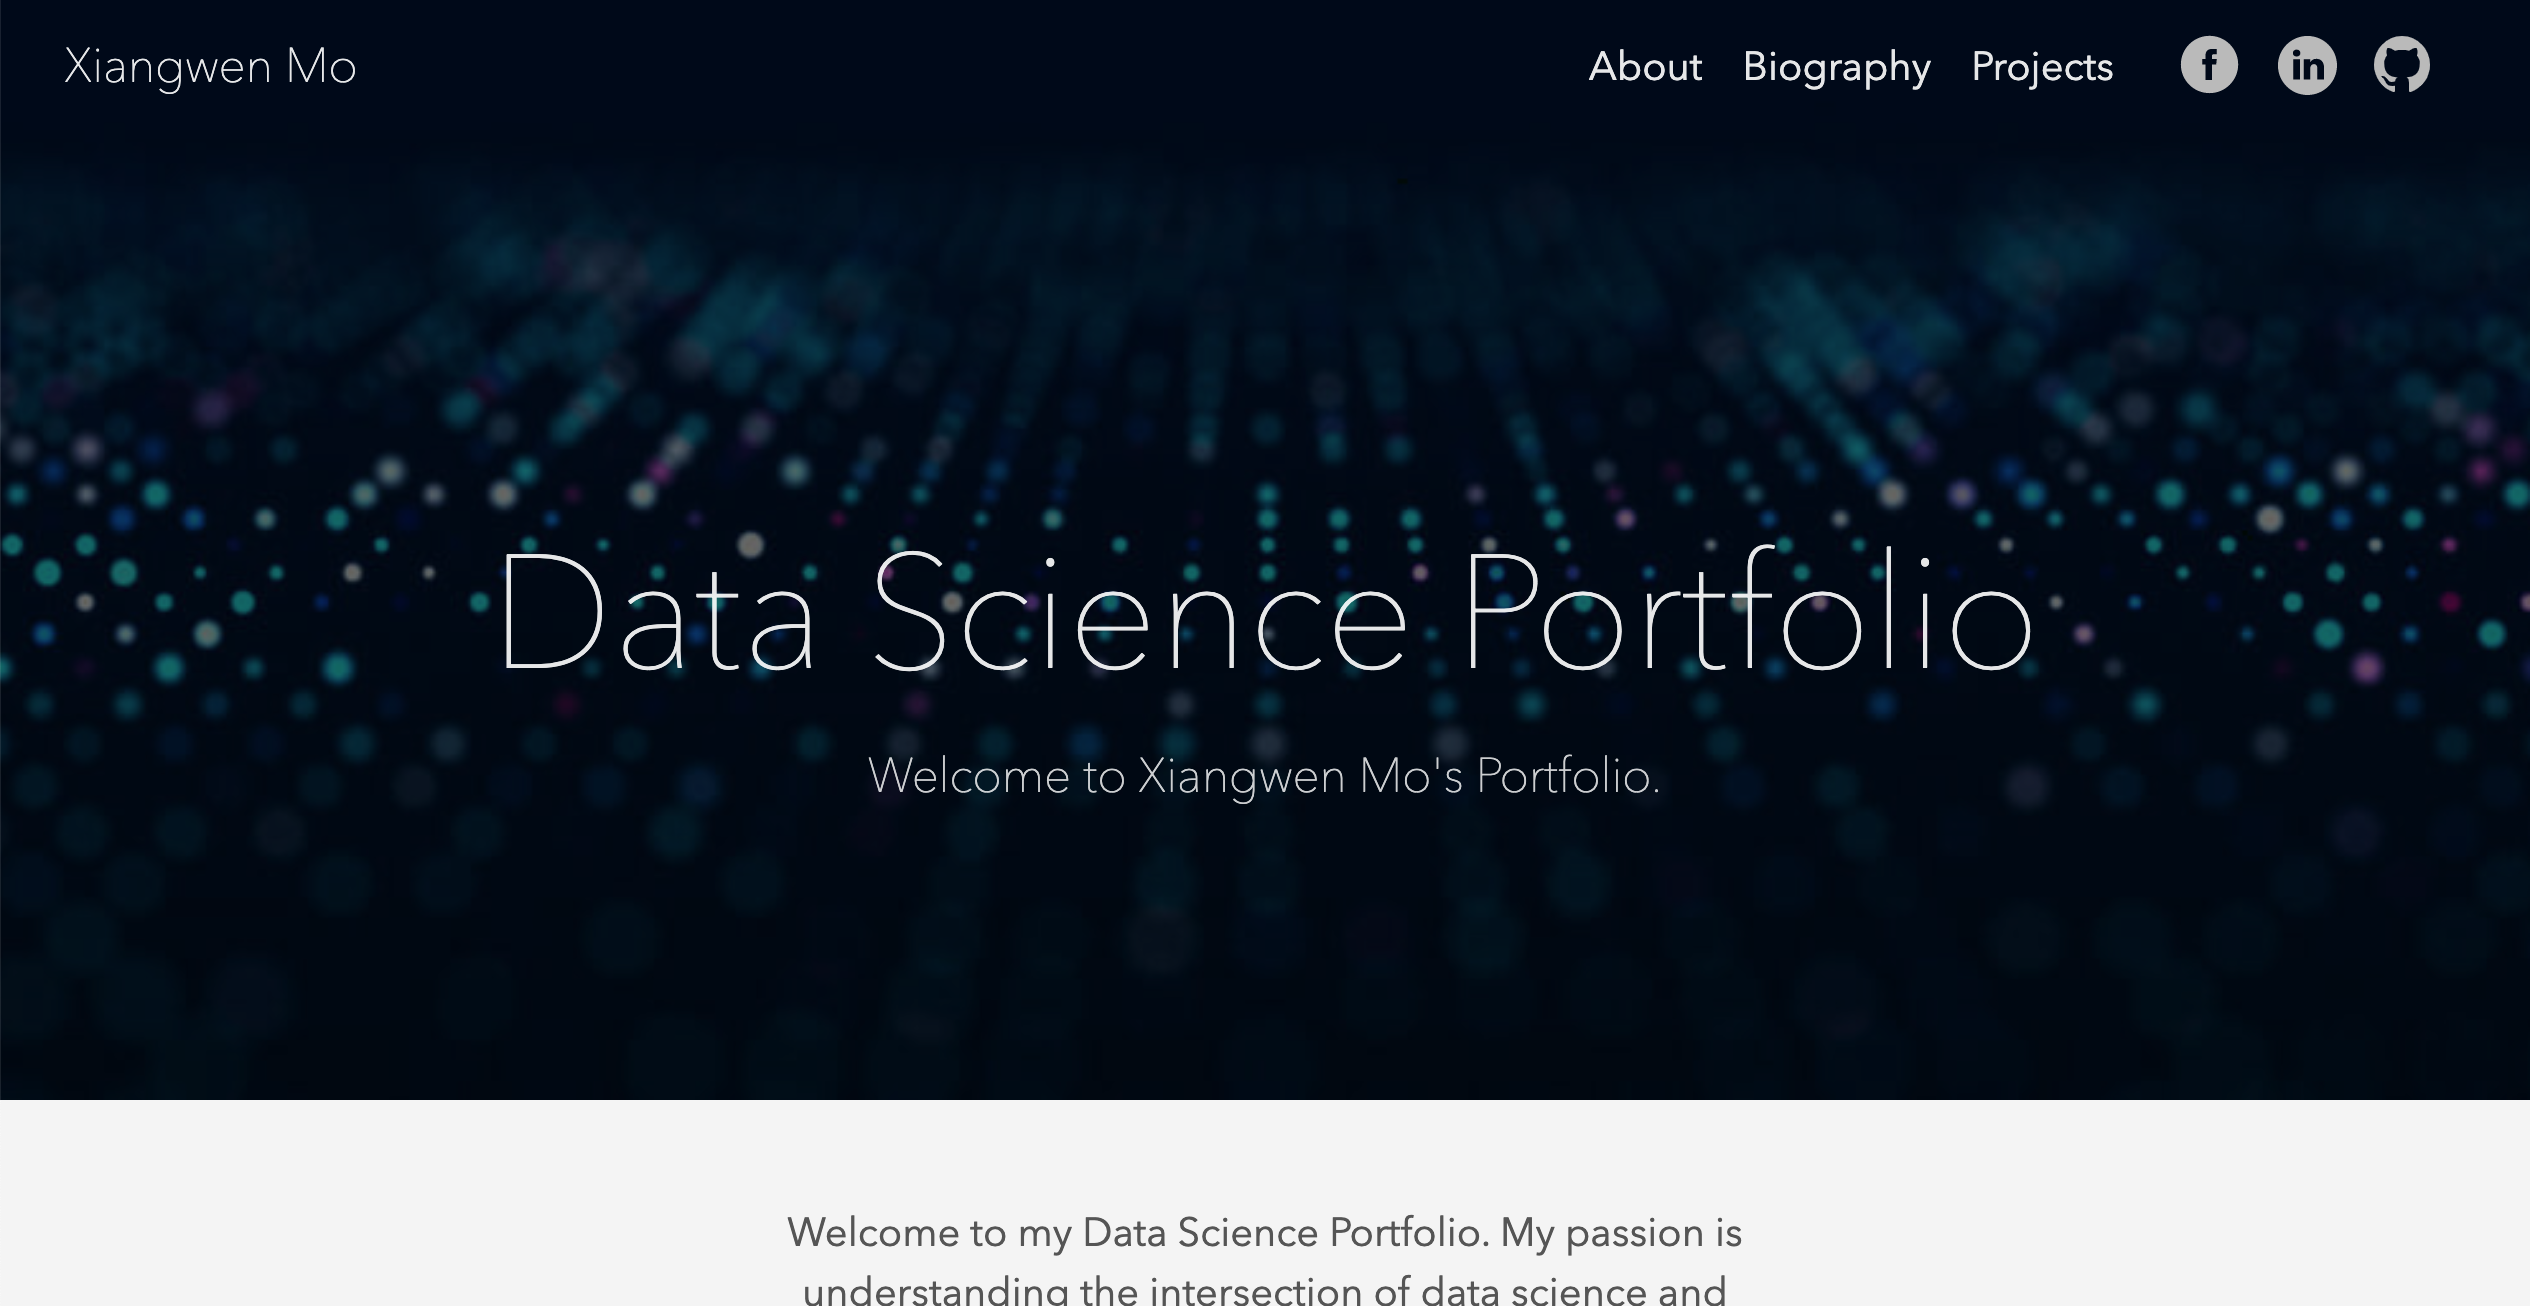 Xiangwen Mo
About Biography Projects f in
Data Science Portfolio
Welcome to Xiangwen Mo's Portfolio.
Welcome to my Data Science Portfolio. My passion is
understanding the intersection of data science and